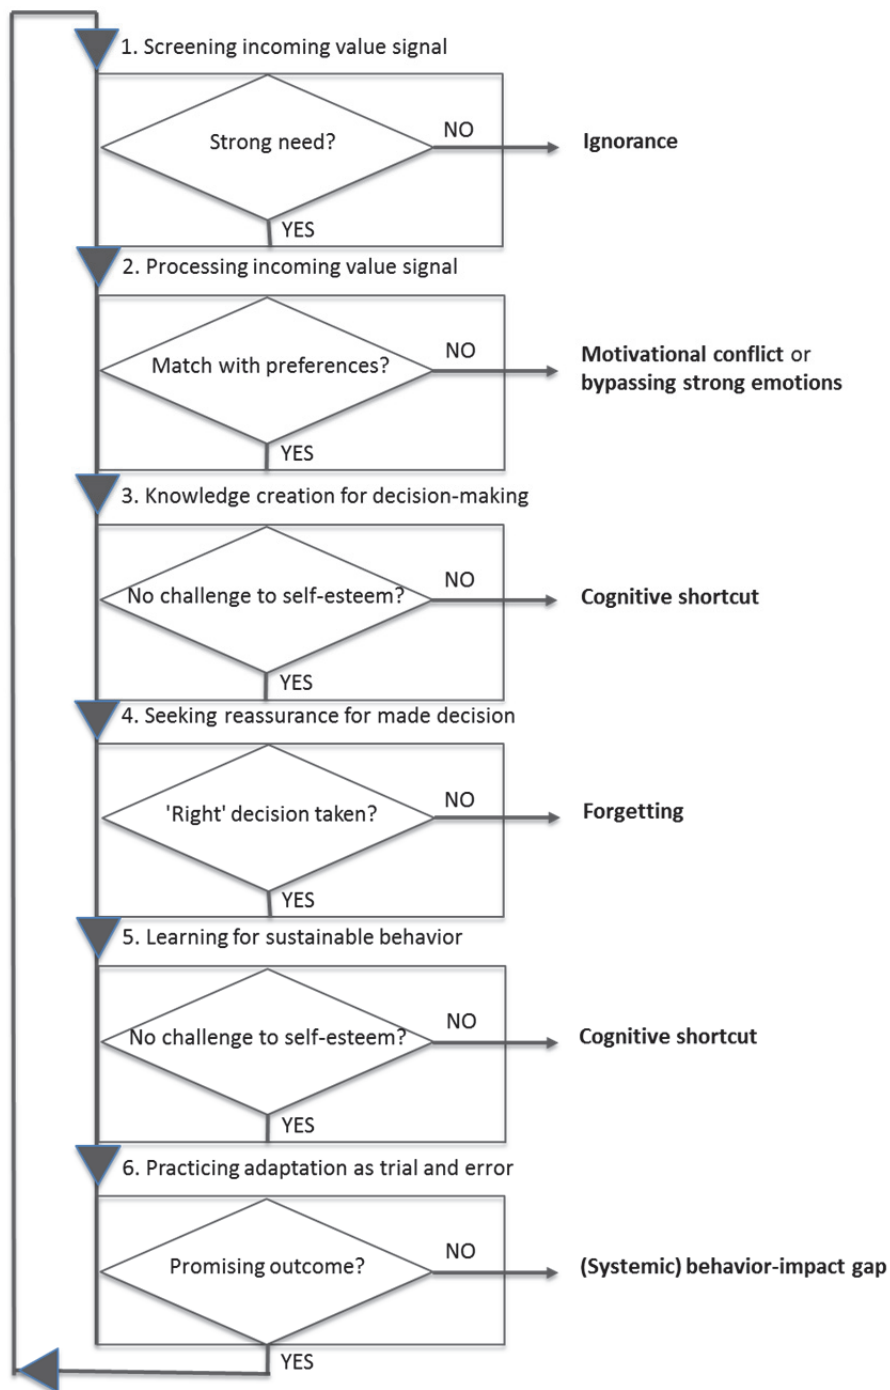 1. Screening incoming value signal
Strong need?
NO
Ignorance
YES
2. Processing incoming value signal
Match with preferences?
NO
Motivational conflict or
bypassing strong emotions
YES
3. Knowledge creation for decision-making
No challenge to self-esteem?
NO
Cognitive shortcut
YES
4. Seeking reassurance for made decision
'Right' decision taken?
NO
Forgetting
YES
5. Learning for sustainable behavior
No challenge to self-esteem?
NO
Cognitive shortcut
YES
6. Practicing adaptation as trial and error
Promising outcome?
NO
(Systemic) behavior-impact gap
YES